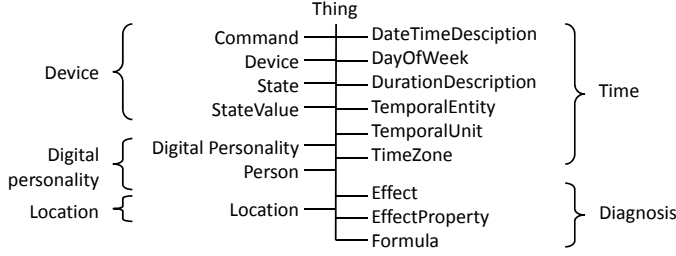 Thing
Command
Device
State
StateValue
Digital Personality
Person
Location
Device
Digital
personality
Location
DateTimeDesciption
DayOfWeek
DurationDescription
TemporalEntity
TemporalUnit
TimeZone
Effect
EffectProperty
Formula
Time
Diagnosis